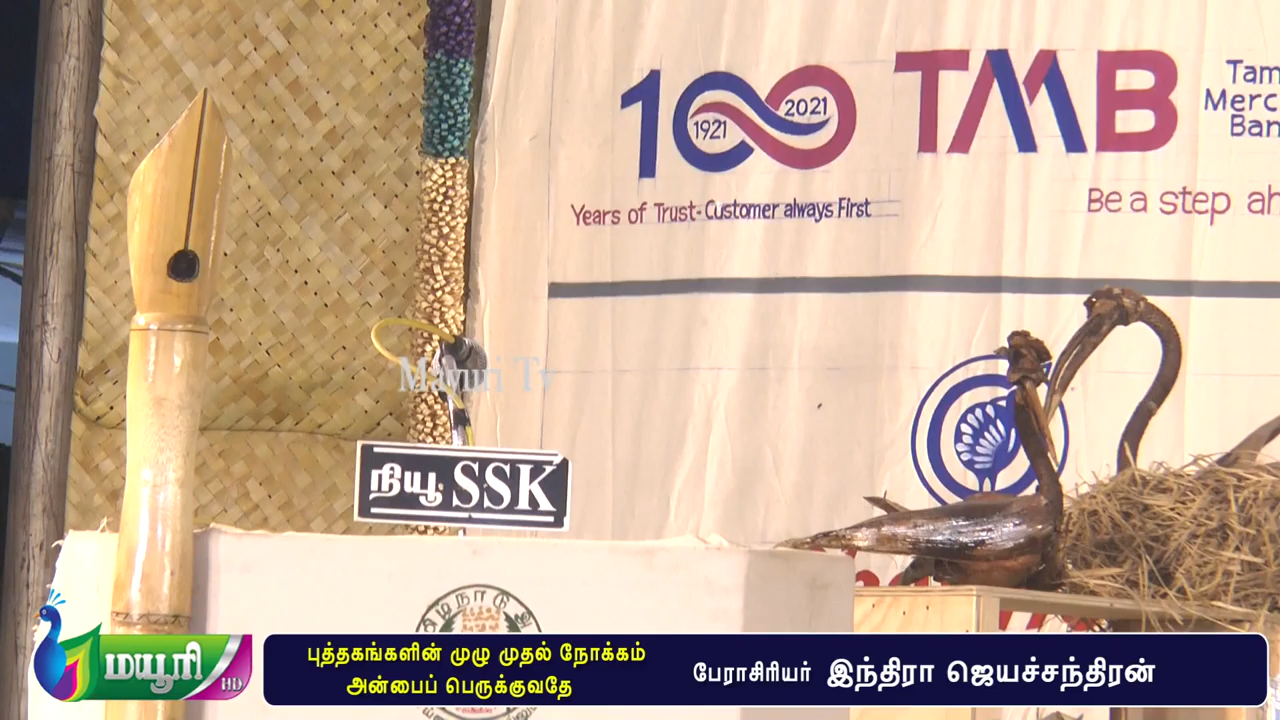 100 TMB
1921
2021
Tam
Merc
Ban
Years of Trust-Customer always First
Be a step ah
Mayuri Tv
நியூ SSK
தமிழ்நாடு
மயூரி HD
புத்தகங்களின் முழு முதல் நோக்கம்
அன்பைப் பெருக்குவதே
பேராசிரியர் இந்திரா ஜெயச்சந்திரன்